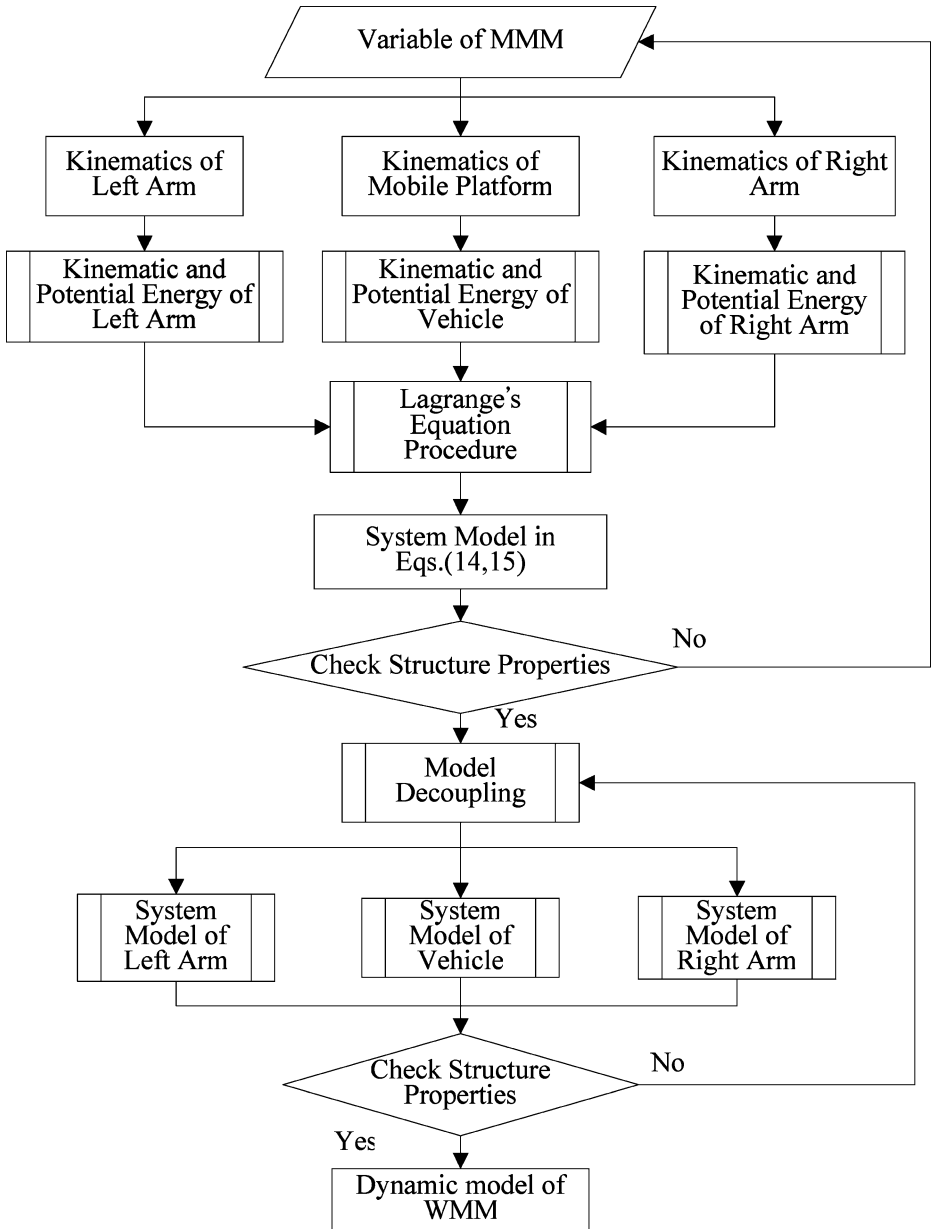 Variable of MMM
Kinematics of
Left Arm
Kinematics of
Mobile Platform
Kinematics of Right
Arm
Kinematic and
Potential Energy of
Left Arm
Kinematic and
Potential Energy of
Vehicle
Kinematic and
Potential Energy
of Right Arm
Lagrange's
Equation
Procedure
System Model in
Eqs.(14,15)
Check Structure Properties
No
Yes
Model
Decoupling
System
Model of
Left Arm
System
Model of
Vehicle
System
Model of
Right Arm
Check Structure
Properties
No
Yes
Dynamic model of
WMM